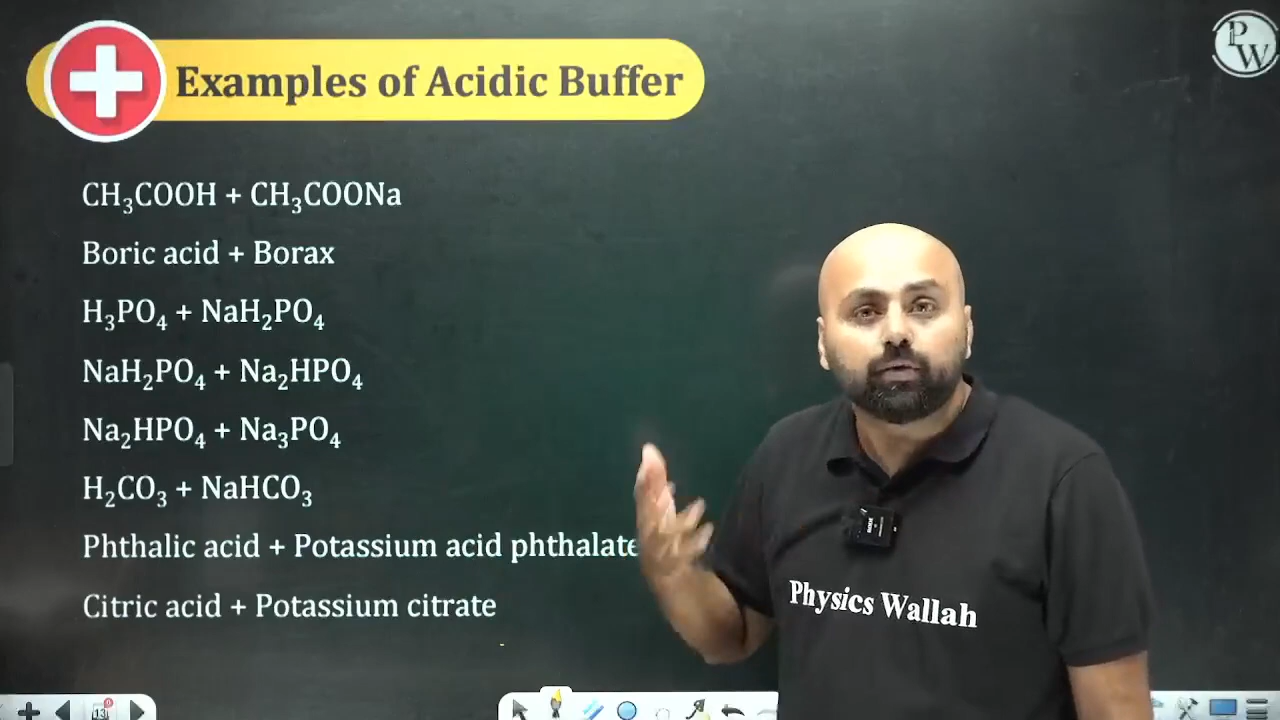 Examples of Acidic Buffer
PW
CH₃COOH + CH₃COONa
Boric acid + Borax
H₃PO₄ + NaH₂PO₄
NaH₂PO₄ + Na₂HPO₄
Na₂HPO₄ + Na₃PO₄
H₂CO₃ + NaHCO₃
Phthalic acid + Potassium acid phthalate
Citric acid + Potassium citrate
Physics Wallah
13